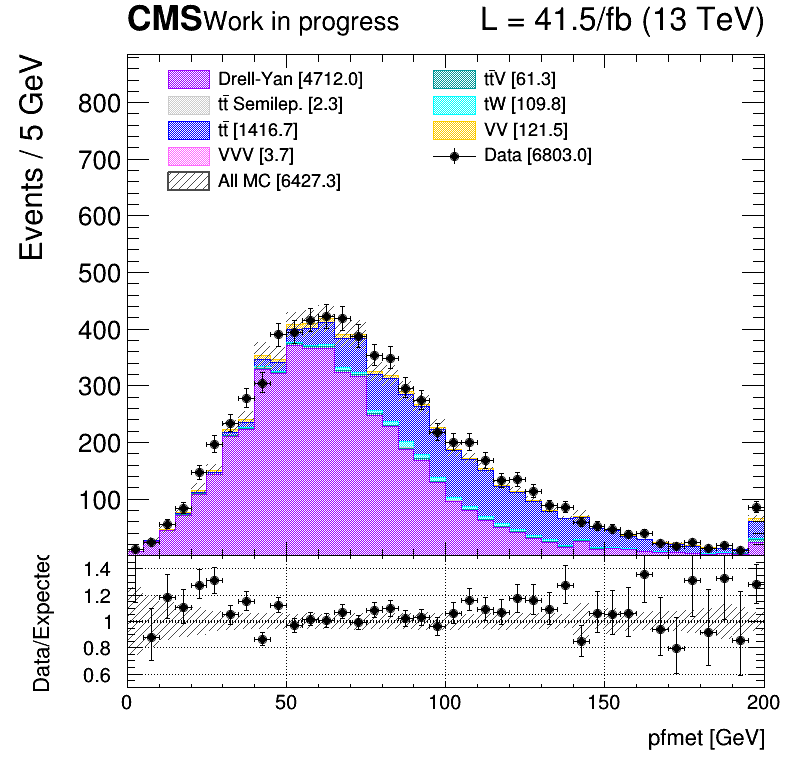 CMS Work in progress L = 41.5/fb (13 TeV)
Events / 5 GeV
Drell-Yan [4712.0]
tt̄ Semilep. [2.3]
tt̄ [1416.7]
VVV [3.7]
All MC [6427.3]
tt̄V [61.3]
tW [109.8]
VV [121.5]
Data [6803.0]
800
700
600
500
400
300
200
100
Data/Expected
1.4
1.2
1
0.8
0.6
0 50 100 150 200
pfmet [GeV]